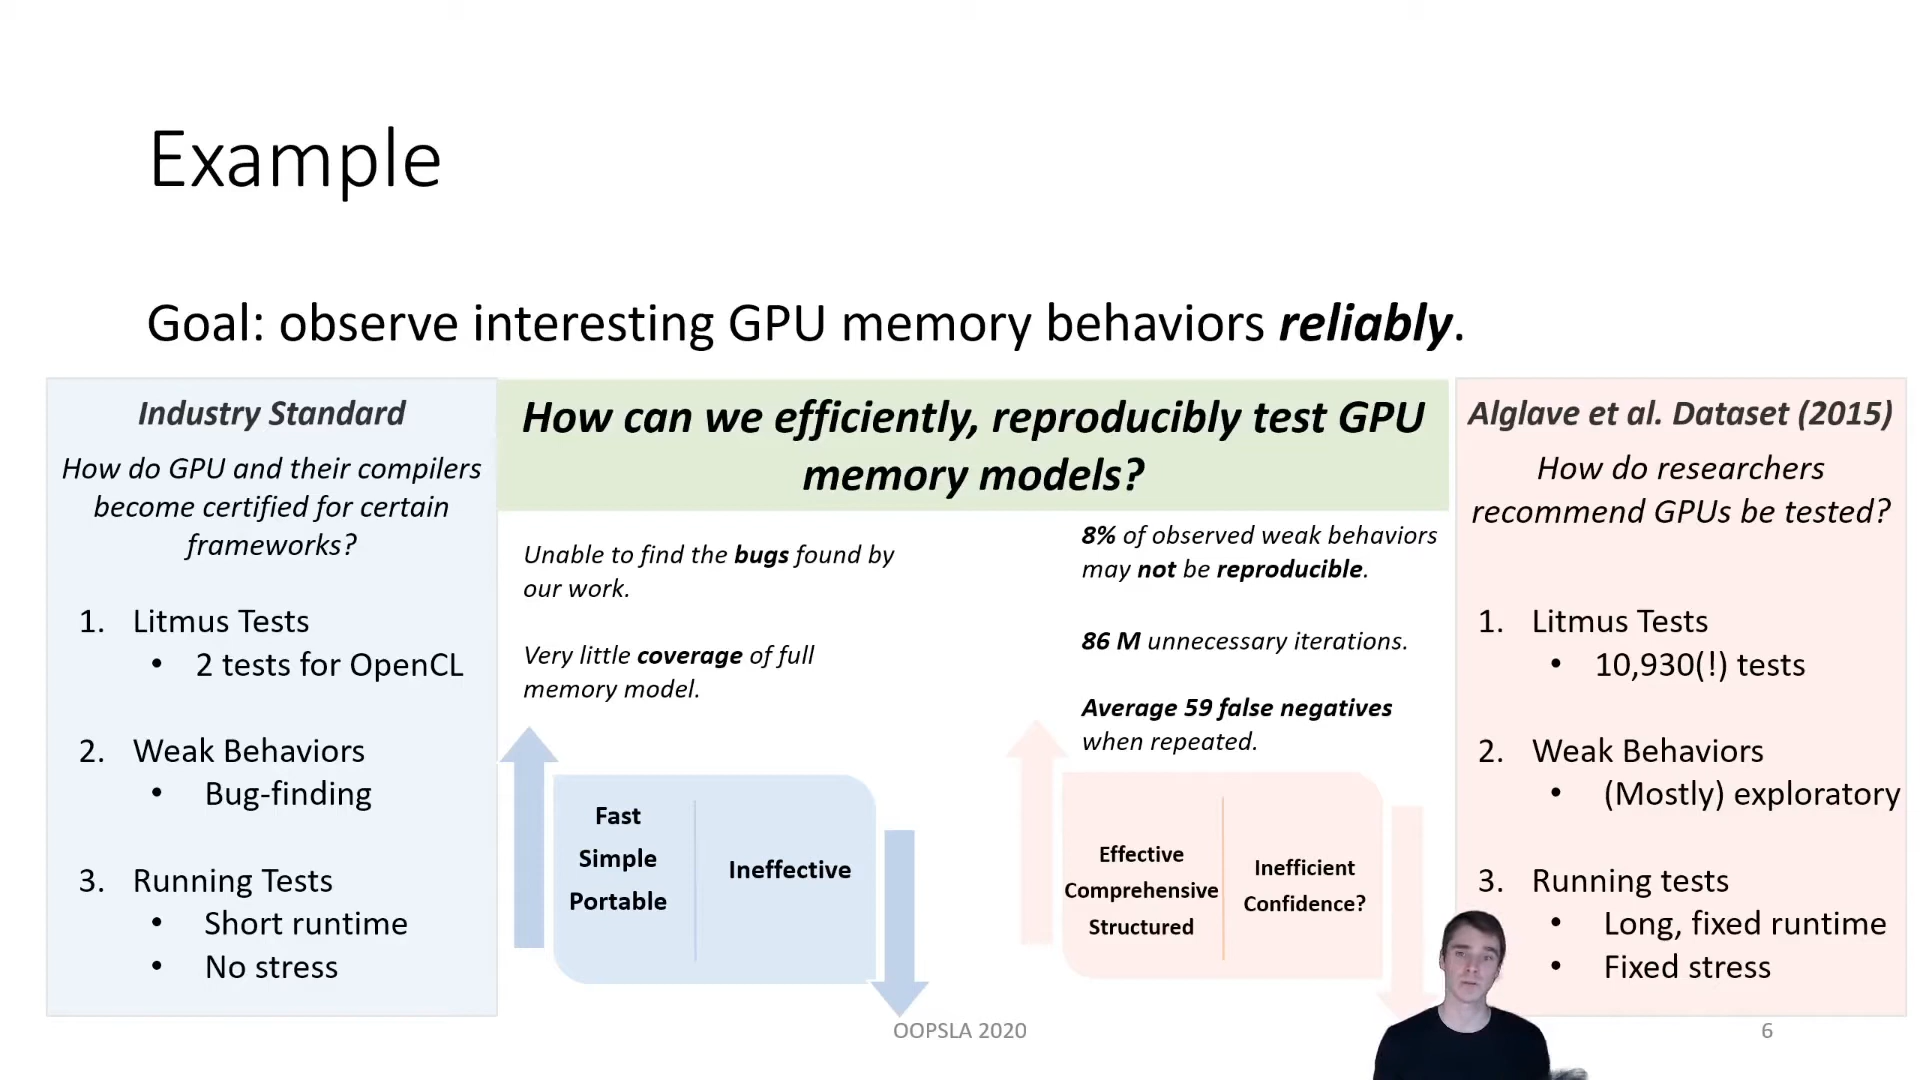 Example
Goal: observe interesting GPU memory behaviors reliably.
Industry Standard
How do GPU and their compilers
become certified for certain
frameworks?
1. Litmus Tests
• 2 tests for OpenCL
2. Weak Behaviors
• Bug-finding
3. Running Tests
• Short runtime
• No stress
How can we efficiently, reproducibly test GPU
memory models?
Unable to find the bugs found by
our work.
Very little coverage of full
memory model.
Fast
Simple
Portable
Ineffective
8% of observed weak behaviors
may not be reproducible.
86 M unnecessary iterations.
Average 59 false negatives
when repeated.
Effective
Comprehensive
Structured
Inefficient
Confidence?
Alglave et al. Dataset (2015)
How do researchers
recommend GPUs be tested?
1. Litmus Tests
• 10,930(!) tests
2. Weak Behaviors
• (Mostly) exploratory
3. Running tests
• Long, fixed runtime
• Fixed stress
OOPSLA 2020
6